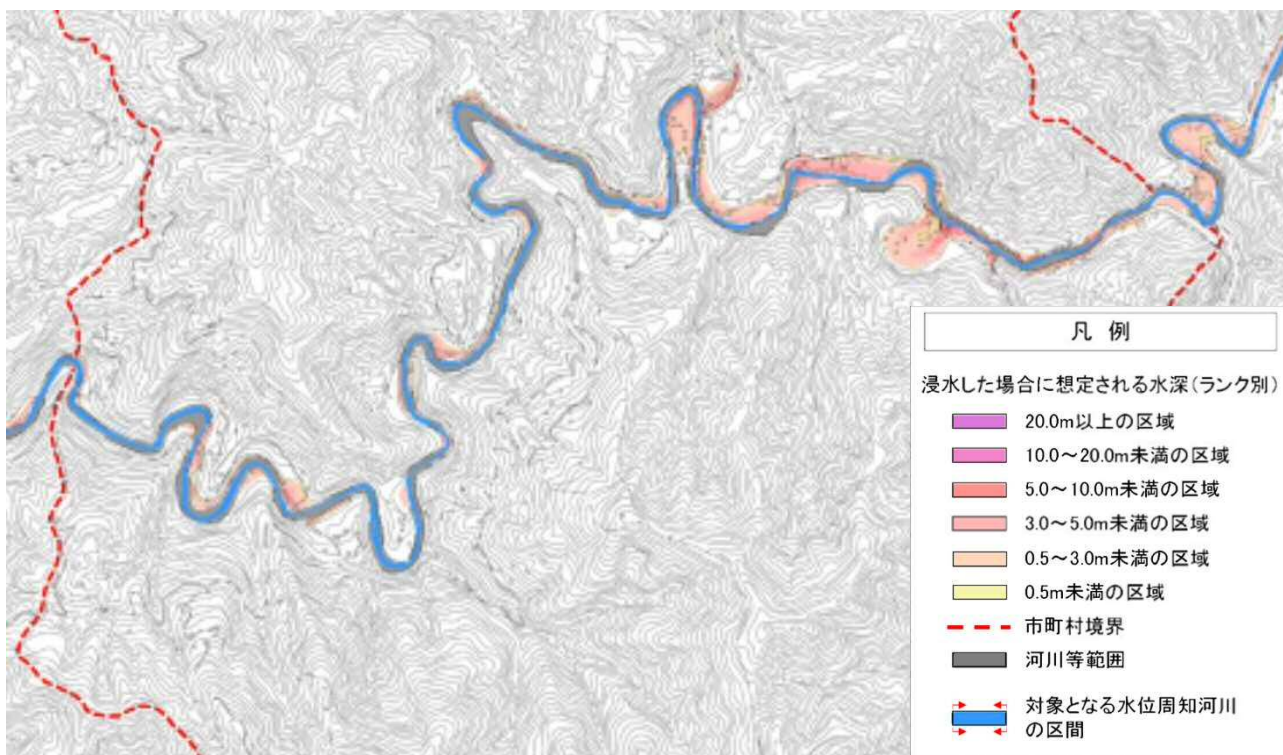 凡 例
浸水した場合に想定される水深(ランク別)
20.0m以上の区域
10.0~20.0m未満の区域
5.0~10.0m未満の区域
3.0~5.0m未満の区域
0.5~3.0m未満の区域
0.5m未満の区域
市町村境界
河川等範囲
対象となる水位周知河川
の区間